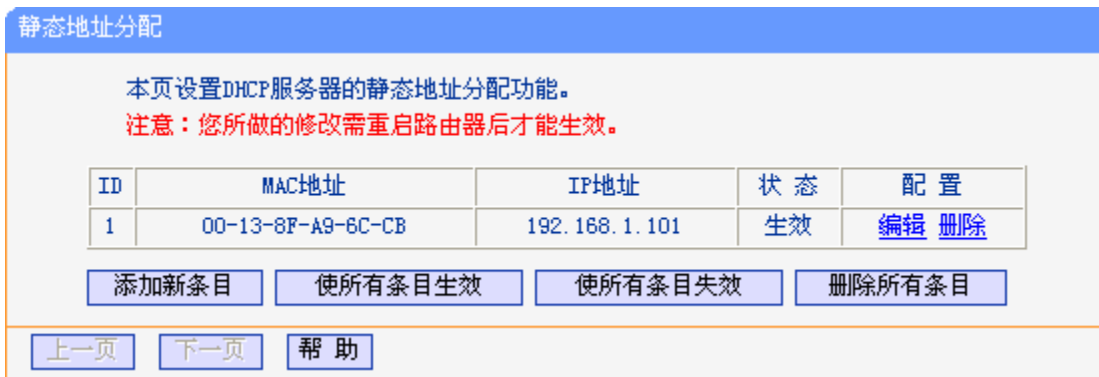 静态地址分配
本页设置DHCP服务器的静态地址分配功能。
注意：您所做的修改需重启路由器后才能生效。
ID MAC地址 IP地址 状 态 配 置
1 00-13-8F-A9-6C-CB 192.168.1.101 生效 编辑 删除
添加新条目 使所有条目生效 使所有条目失效 删除所有条目
上一页 下一页 帮 助